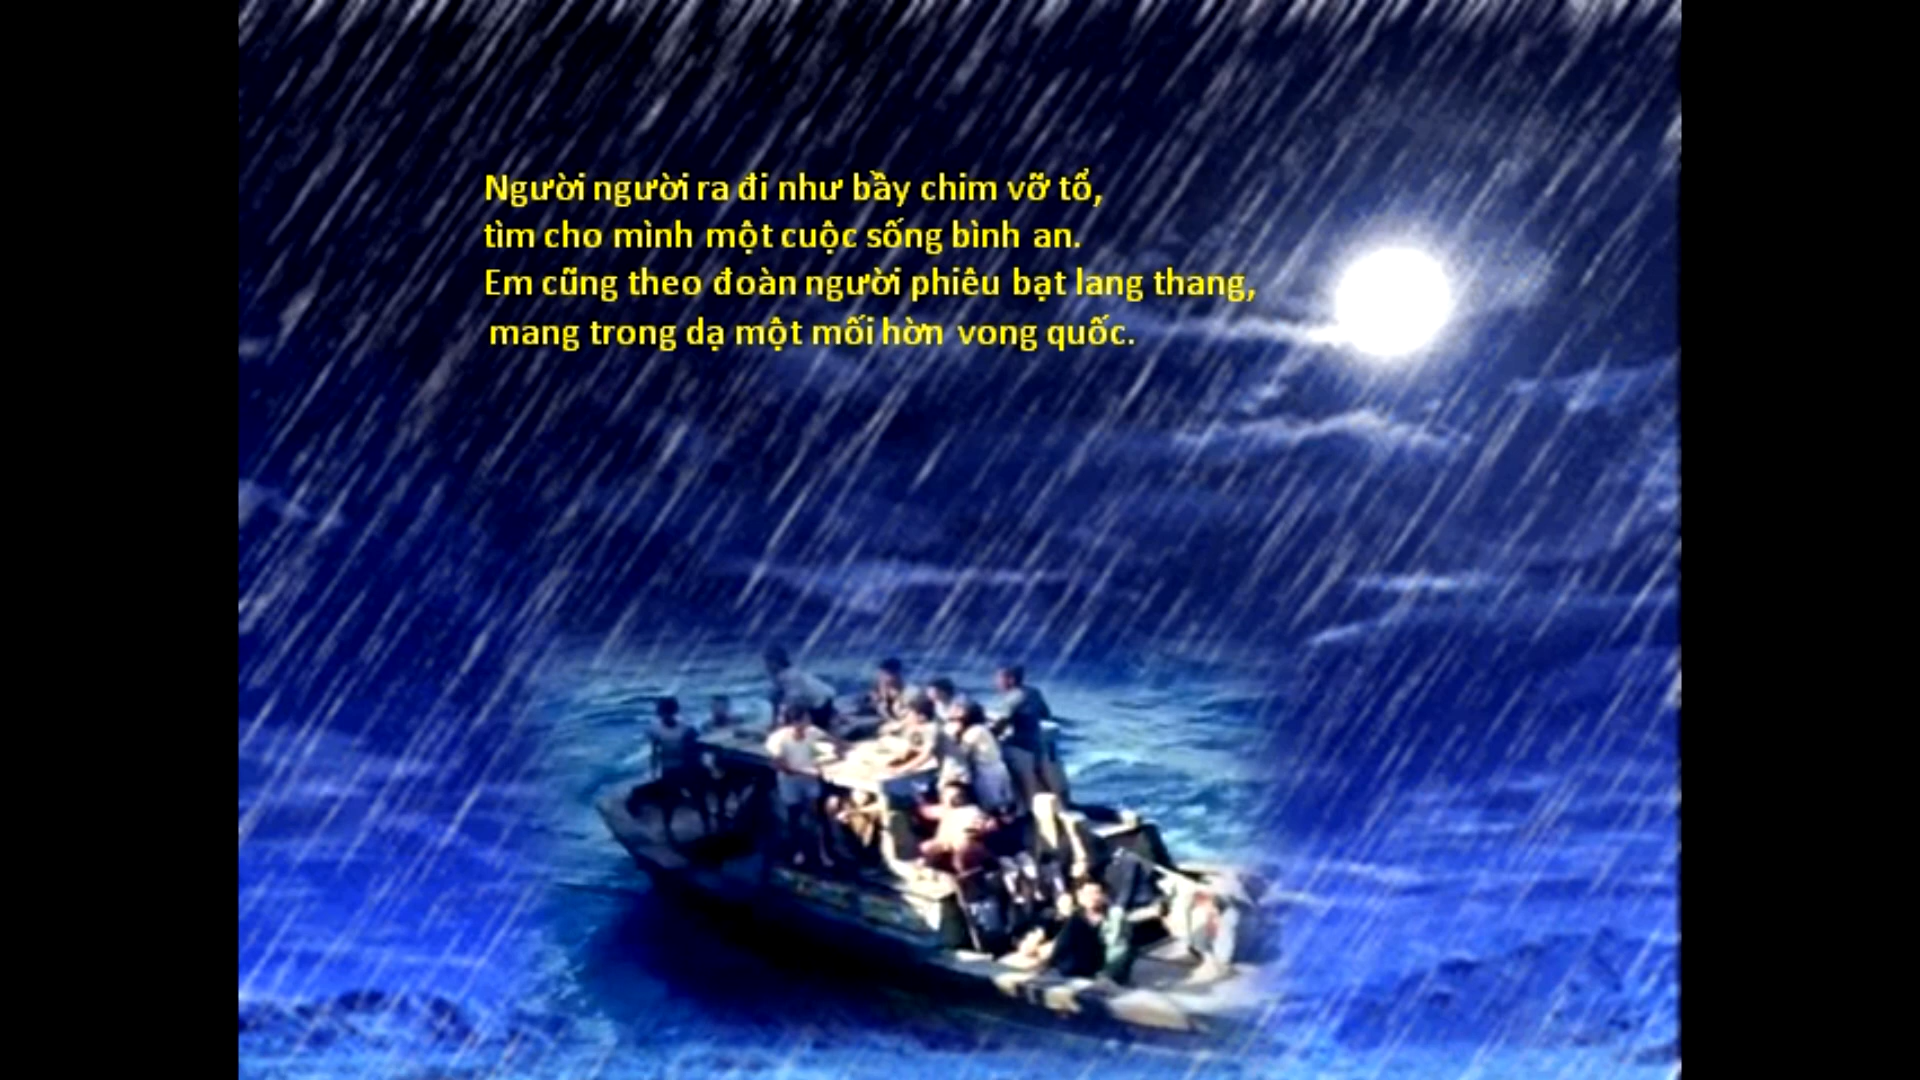 Người người ra đi như bầy chim vỡ tổ,
tìm cho mình một cuộc sống bình an.
Em cũng theo đoàn người phiêu bạt lang thang,
mang trong dạ một mối hờn vong quốc.